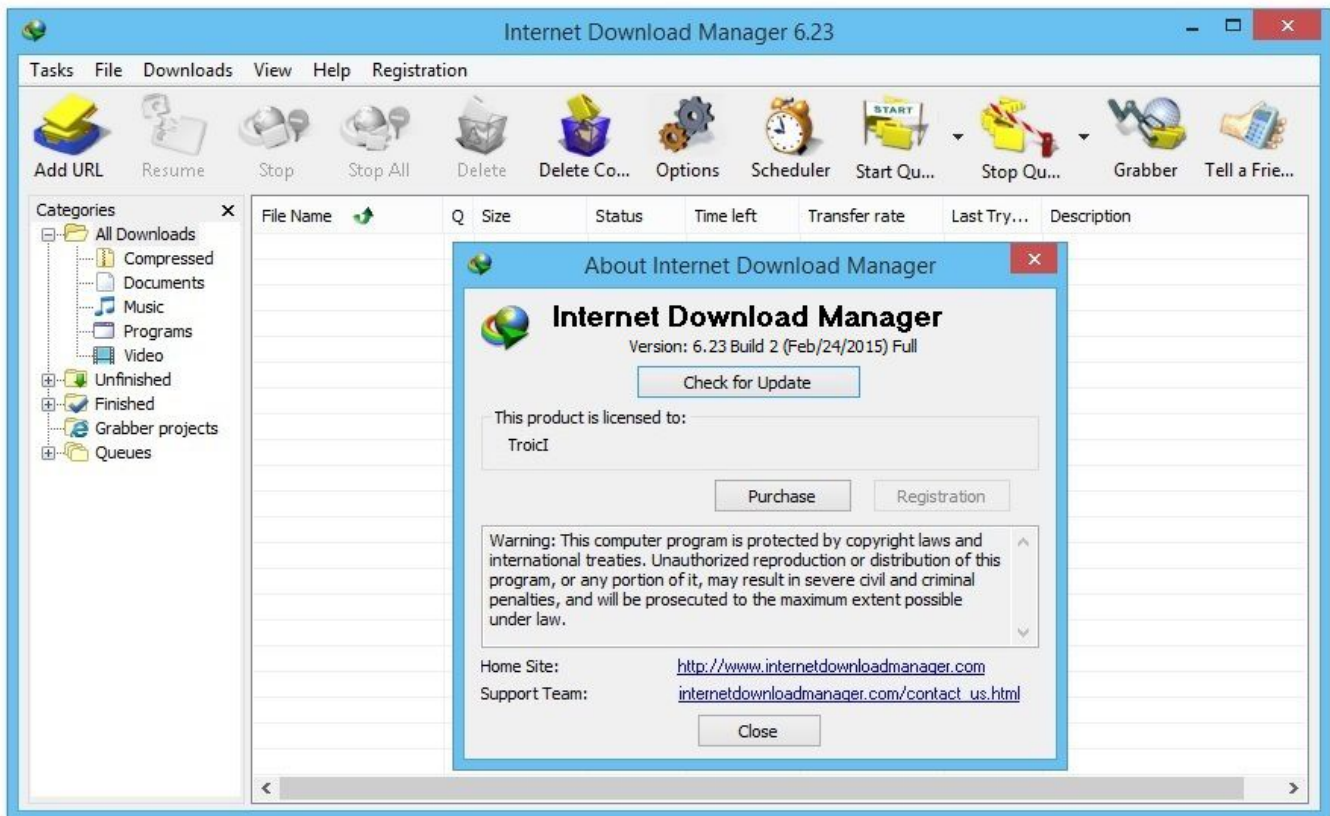 Internet Download Manager 6.23
Tasks File Downloads View Help Registration
Add URL Resume Stop Stop All Delete Delete Co... Options Scheduler Start Qu... Stop Qu... Grabber Tell a Frie...
START
Categories
All Downloads
Compressed
Documents
Music
Programs
Video
Unfinished
Finished
Grabber projects
Queues
File Name Q Size Status Time left Transfer rate Last Try... Description
About Internet Download Manager
Internet Download Manager
Version: 6.23 Build 2 (Feb/24/2015) Full
Check for Update
This product is licensed to:
TroicI
Purchase Registration
Warning: This computer program is protected by copyright laws and
international treaties. Unauthorized reproduction or distribution of this
program, or any portion of it, may result in severe civil and criminal
penalties, and will be prosecuted to the maximum extent possible
under law.
Home Site: http://www.internetdownloadmanager.com
Support Team: internetdownloadmanager.com/contact_us.html
Close